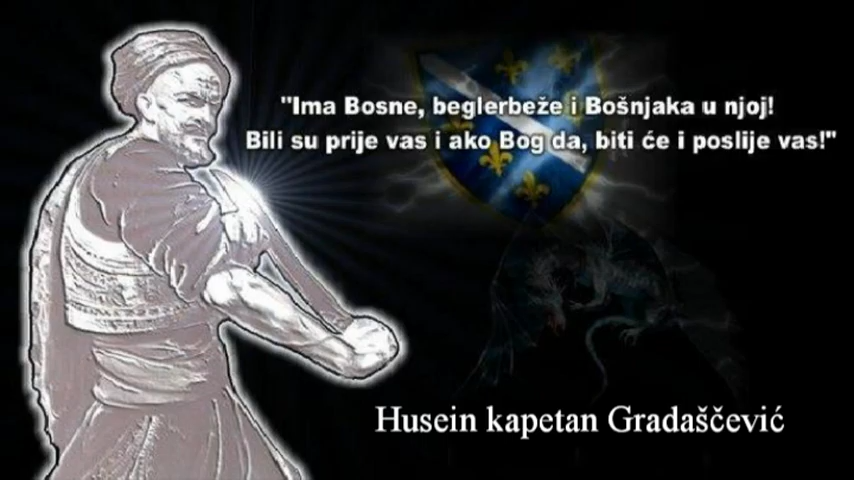 "Ima Bosne, beglerbeže i Bošnjaka u njoj!
Bili su prije vas i ako Bog da, biti će i poslije vas!"
Husein kapetan Gradaščević